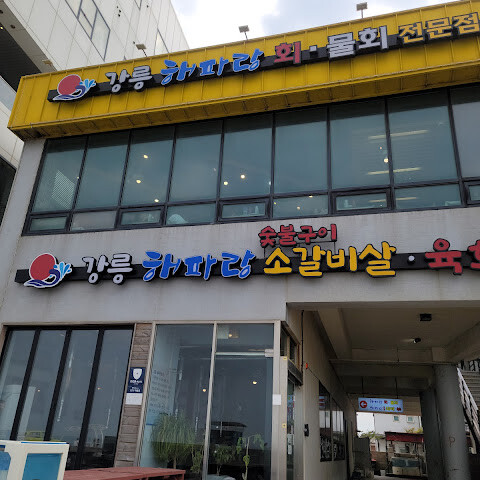 강릉 해파랑 회·물회 전문점
숯불구이
강릉 해파랑 소갈비살·육회